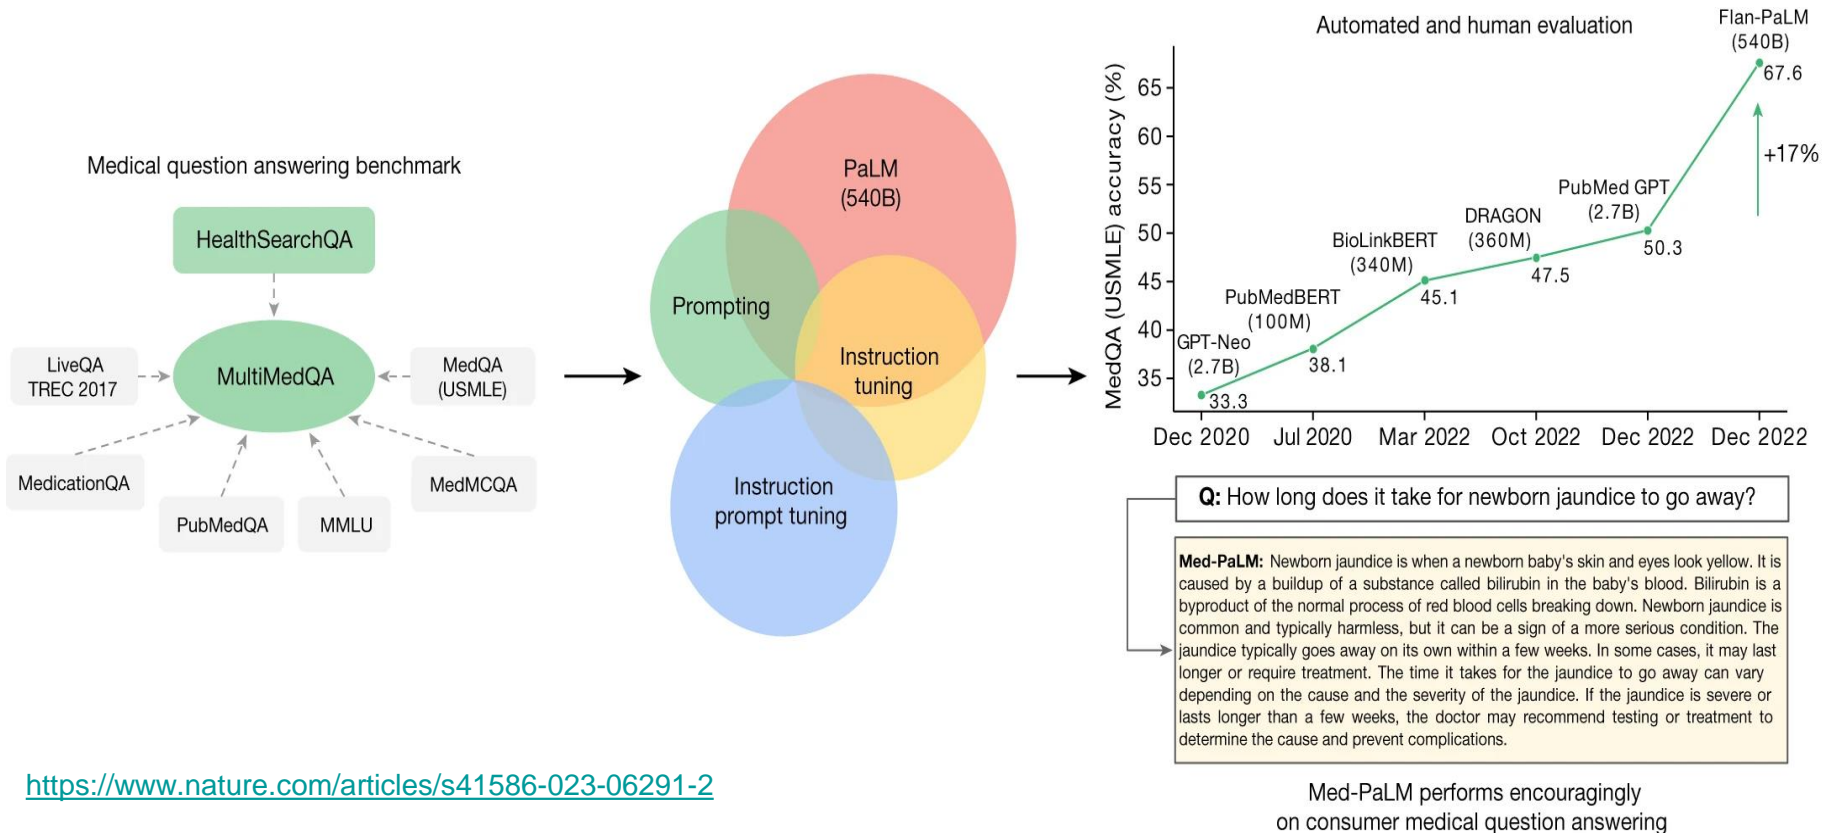 Medical question answering benchmark
HealthSearchQA
LiveQA
TREC 2017
MultiMedQA
MedQA
(USMLE)
MedicationQA
PubMedQA
MMLU
MedMCQA
PaLM
(540B)
Prompting
Instruction
tuning
Instruction
prompt tuning
Automated and human evaluation
MedQA (USMLE) accuracy (%)
65
60
55
50
45
40
35
GPT-Neo
(2.7B)
33.3
PubMedBERT
(100M)
38.1
BioLinkBERT
(340M)
45.1
DRAGON
(360M)
47.5
PubMed GPT
(2.7B)
50.3
Flan-PaLM
(540B)
67.6
+17%
Dec 2020 Jul 2020 Mar 2022 Oct 2022 Dec 2022 Dec 2022
Q: How long does it take for newborn jaundice to go away?
Med-PaLM: Newborn jaundice is when a newborn baby's skin and eyes look yellow. It is
caused by a buildup of a substance called bilirubin in the baby's blood. Bilirubin is a
byproduct of the normal process of red blood cells breaking down. Newborn jaundice is
common and typically harmless, but it can be a sign of a more serious condition. The
jaundice typically goes away on its own within a few weeks. In some cases, it may last
longer or require treatment. The time it takes for the jaundice to go away can vary
depending on the cause and the severity of the jaundice. If the jaundice is severe or
lasts longer than a few weeks, the doctor may recommend testing or treatment to
determine the cause and prevent complications.
Med-PaLM performs encouragingly
on consumer medical question answering
https://www.nature.com/articles/s41586-023-06291-2